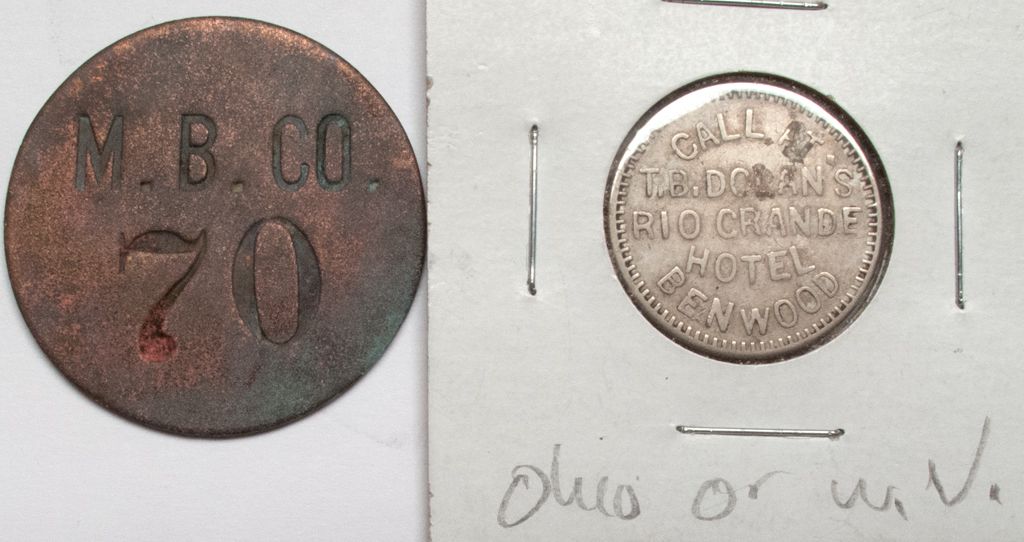 M. B. CO.
70
CALL AT.
T.B. DOLAN'S
RIO GRANDE
HOTEL
BENWOOD
Ohio or W.V.